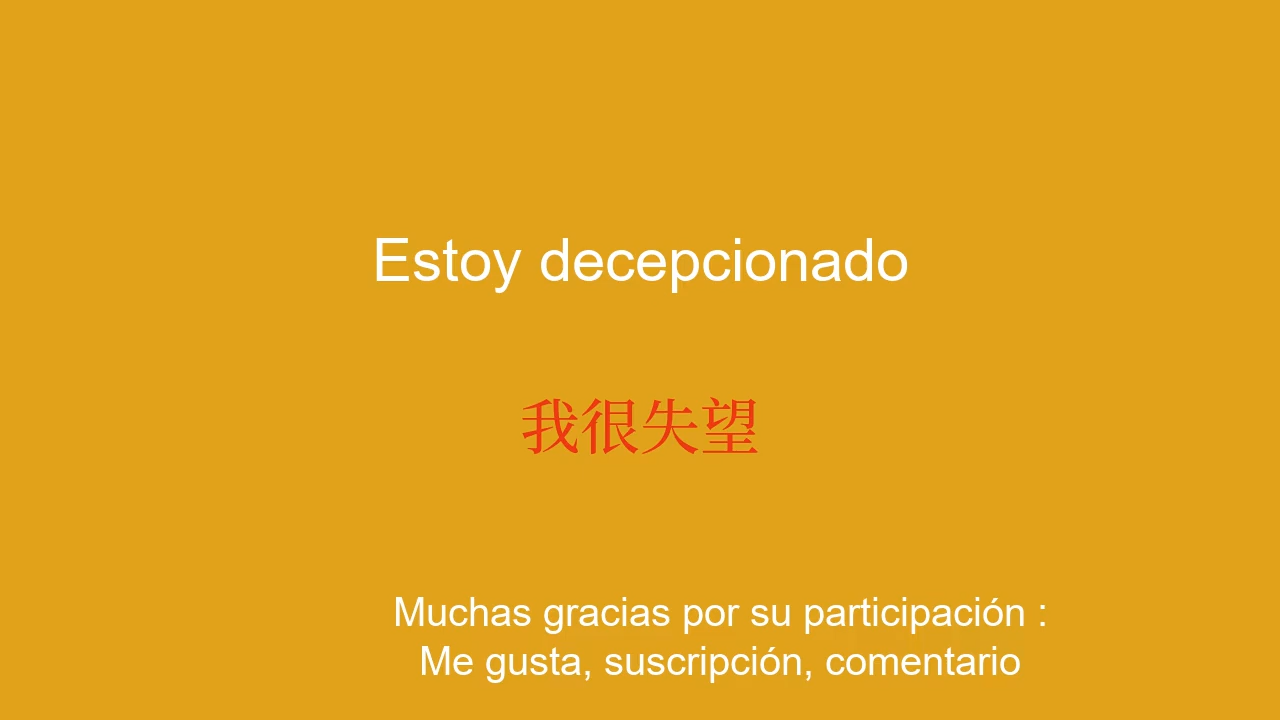 Estoy decepcionado
我很失望
Muchas gracias por su participación :
Me gusta, suscripción, comentario